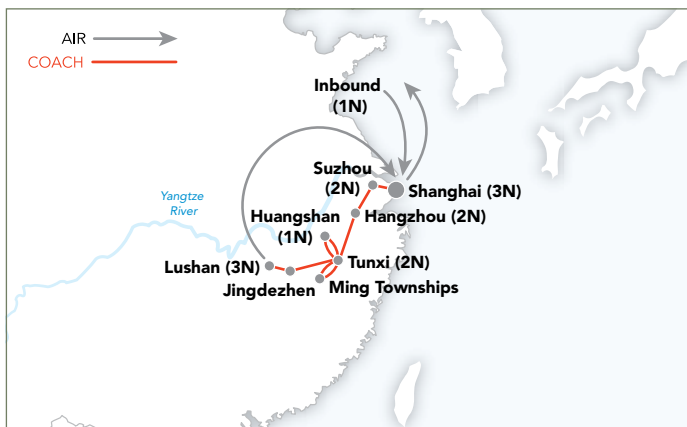 AIR
COACH
Inbound
(1N)
Suzhou
(2N)
Shanghai (3N)
Yangtze
River
Huangshan
(1N)
Hangzhou (2N)
Lushan (3N)
Tunxi (2N)
Jingdezhen
Ming Townships